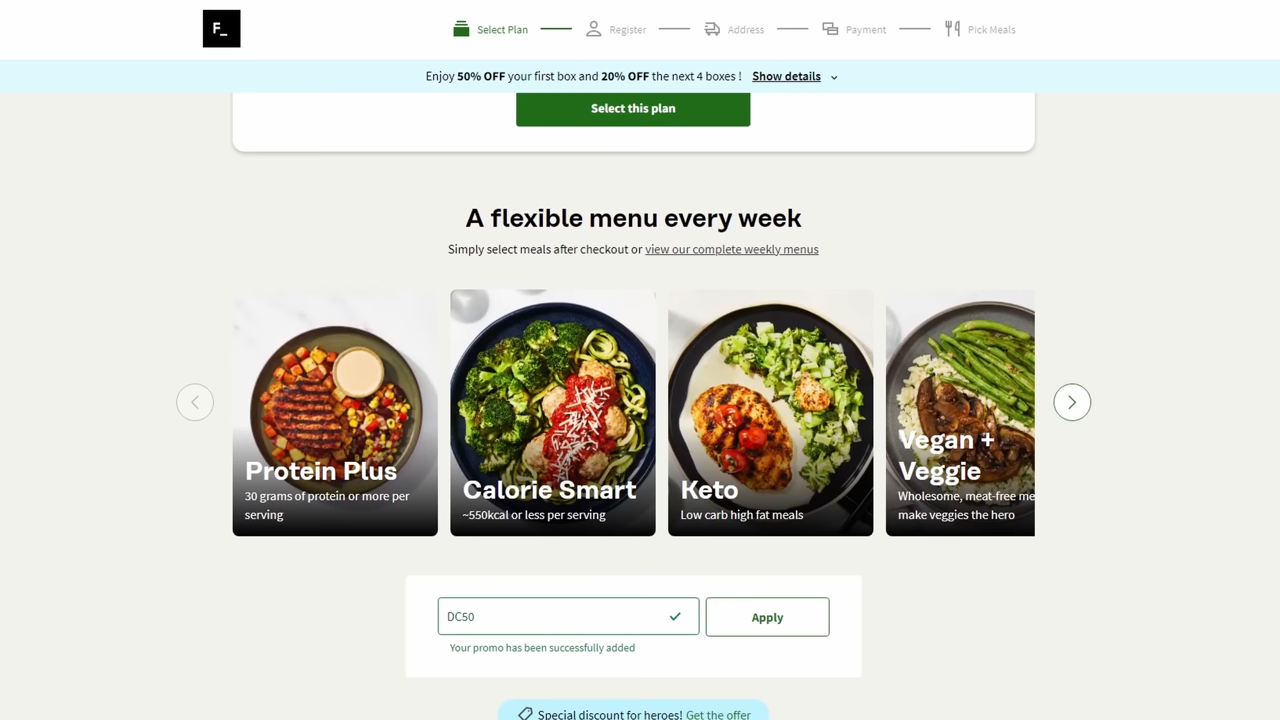 F_
Select Plan
Register
Address
Payment
Pick Meals
Enjoy 50% OFF your first box and 20% OFF the next 4 boxes ! Show details
Select this plan
A flexible menu every week
Simply select meals after checkout or view our complete weekly menus
Protein Plus
30 grams of protein or more per
serving
Calorie Smart
~550kcal or less per serving
Keto
Low carb high fat meals
Vegan +
Veggie
Wholesome, meat-free me
make veggies the hero
DC50
Apply
Your promo has been successfully added
Special discount for heroes! Get the offer